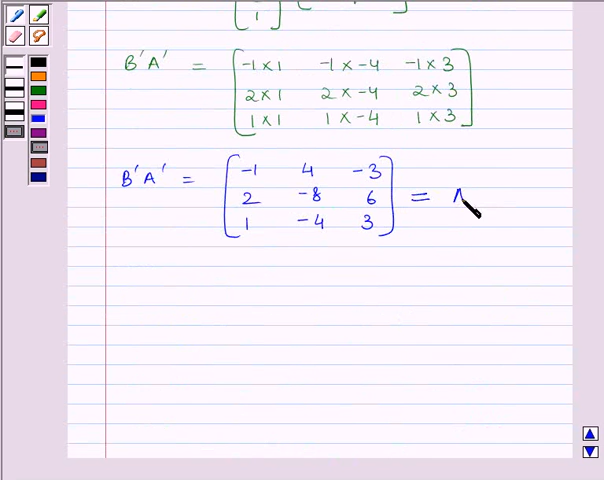 1
B'A' = [ -1×1 -1×-4 -1×3
2×1 2×-4 2×3
1×1 1×-4 1×3 ]
B'A' = [ -1 4 -3
2 -8 6
1 -4 3 ] =